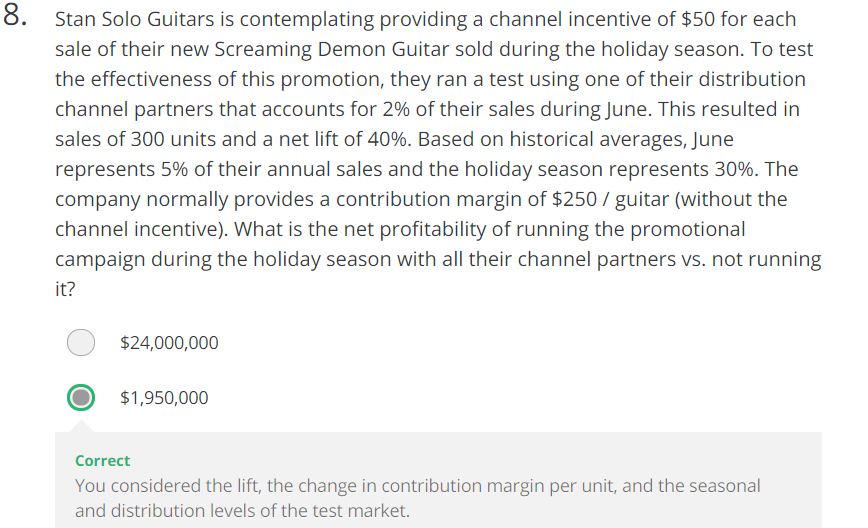 8. Stan Solo Guitars is contemplating providing a channel incentive of $50 for each
sale of their new Screaming Demon Guitar sold during the holiday season. To test
the effectiveness of this promotion, they ran a test using one of their distribution
channel partners that accounts for 2% of their sales during June. This resulted in
sales of 300 units and a net lift of 40%. Based on historical averages, June
represents 5% of their annual sales and the holiday season represents 30%. The
company normally provides a contribution margin of $250 / guitar (without the
channel incentive). What is the net profitability of running the promotional
campaign during the holiday season with all their channel partners vs. not running
it?
$24,000,000
$1,950,000
Correct
You considered the lift, the change in contribution margin per unit, and the seasonal
and distribution levels of the test market.